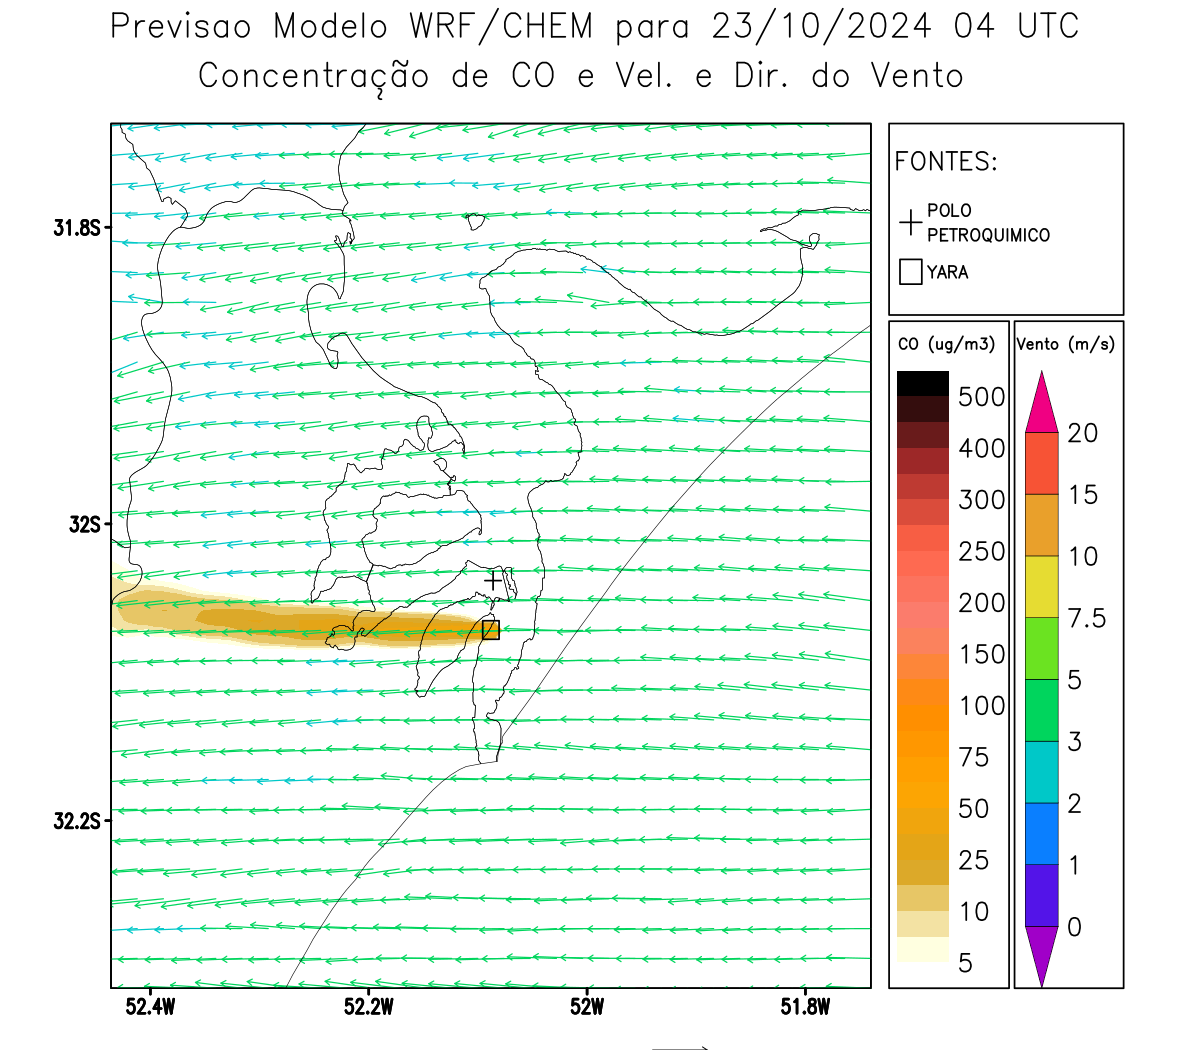 Previsao Modelo WRF/CHEM para 23/10/2024 04 UTC
Concentração de CO e Vel. e Dir. do Vento
FONTES:
POLO
PETROQUIMICO
YARA
CO (ug/m3)
500
400
300
250
200
150
100
75
50
25
10
5
Vento (m/s)
20
15
10
7.5
5
3
2
1
0
31.8S
32S
32.2S
52.4W
52.2W
52W
51.8W